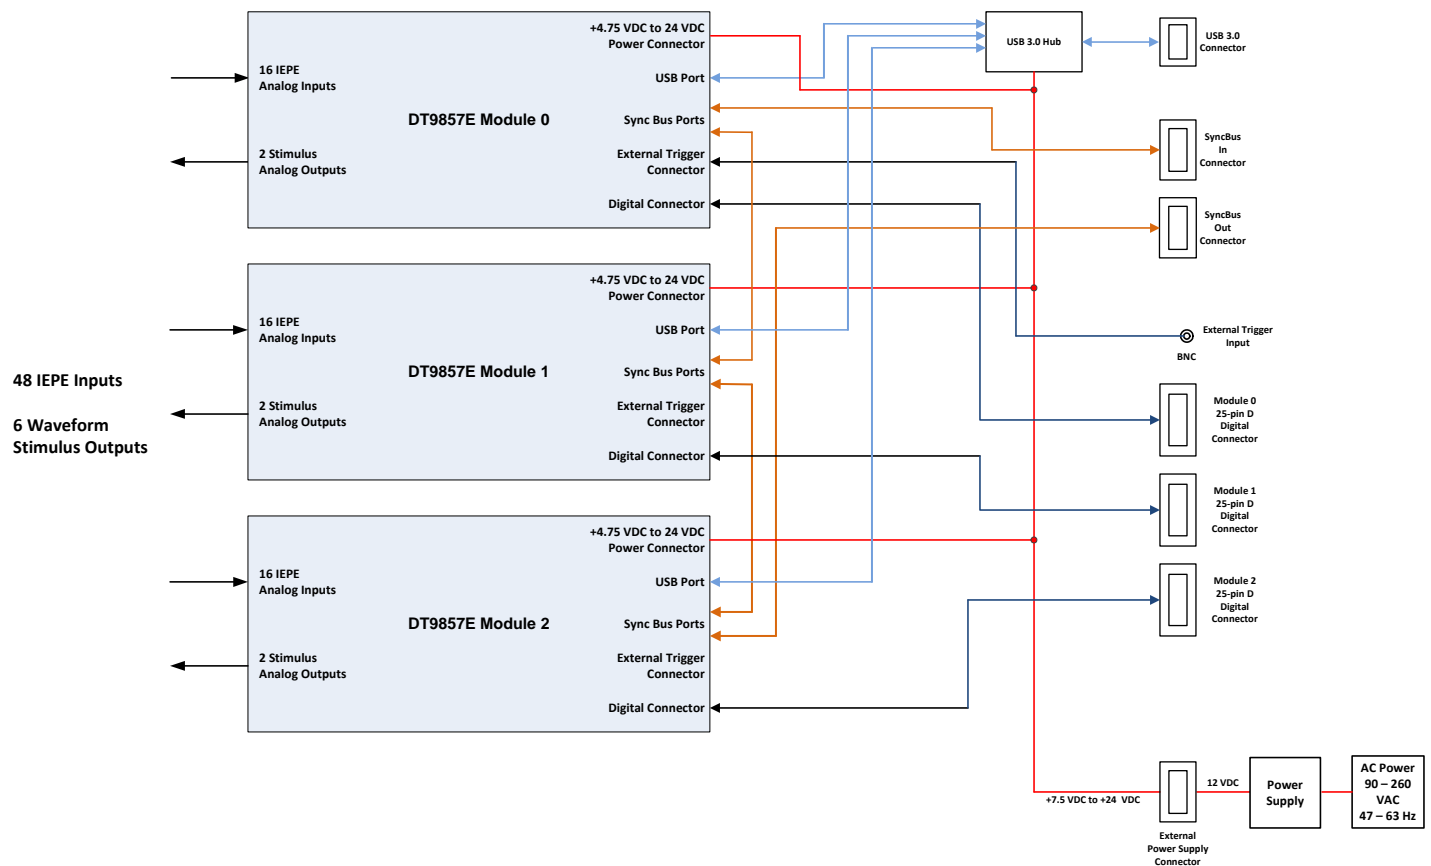 +4.75 VDC to 24 VDC
Power Connector
16 IEPE
Analog Inputs
USB Port
DT9857E Module 0
Sync Bus Ports
2 Stimulus
Analog Outputs
External Trigger
Connector
Digital Connector
USB 3.0 Hub
USB 3.0
Connector
SyncBus
In
Connector
SyncBus
Out
Connector
+4.75 VDC to 24 VDC
Power Connector
16 IEPE
Analog Inputs
USB Port
DT9857E Module 1
Sync Bus Ports
2 Stimulus
Analog Outputs
External Trigger
Connector
Digital Connector
External Trigger
Input
BNC
48 IEPE Inputs
6 Waveform
Stimulus Outputs
Module 0
25-pin D
Digital
Connector
Module 1
25-pin D
Digital
Connector
+4.75 VDC to 24 VDC
Power Connector
16 IEPE
Analog Inputs
USB Port
DT9857E Module 2
Sync Bus Ports
2 Stimulus
Analog Outputs
External Trigger
Connector
Digital Connector
Module 2
25-pin D
Digital
Connector
+7.5 VDC to +24 VDC
External
Power Supply
Connector
12 VDC
Power
Supply
AC Power
90 – 260
VAC
47 – 63 Hz